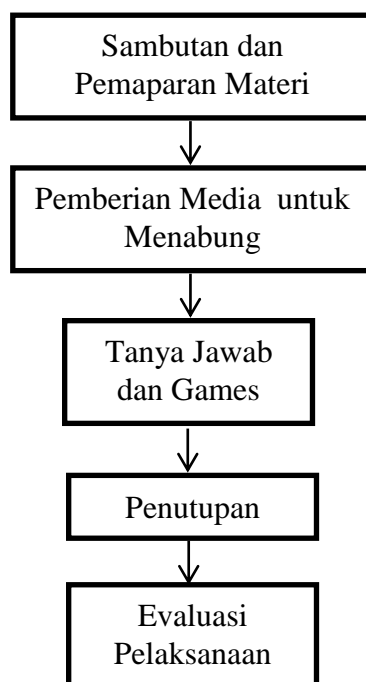 Sambutan dan
Pemaparan Materi
Pemberian Media untuk
Menabung
Tanya Jawab
dan Games
Penutupan
Evaluasi
Pelaksanaan